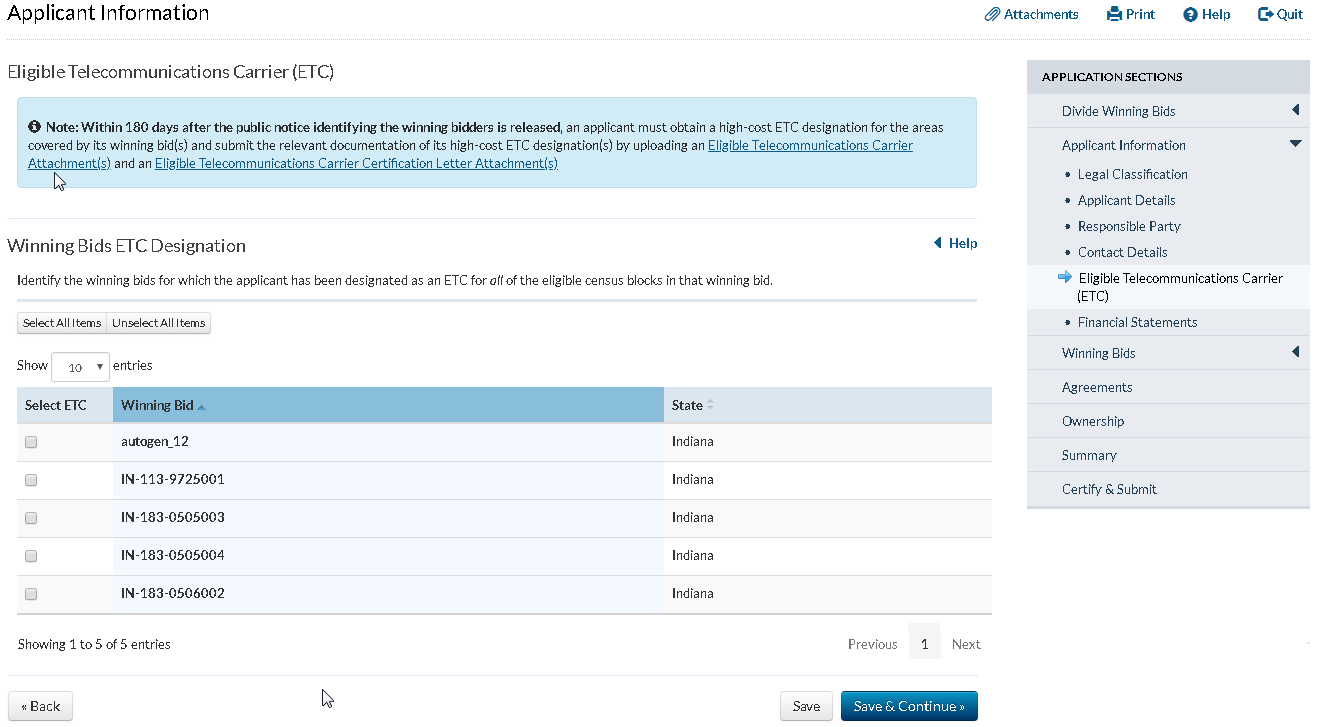 Applicant Information
Attachments
Print
Help
Quit
Eligible Telecommunications Carrier (ETC)
Note: Within 180 days after the public notice identifying the winning bidders is released, an applicant must obtain a high-cost ETC designation for the areas
covered by its winning bid(s) and submit the relevant documentation of its high-cost ETC designation(s) by uploading an Eligible Telecommunications Carrier
Attachment(s) and an Eligible Telecommunications Carrier Certification Letter Attachment(s)
Winning Bids ETC Designation
Help
Identify the winning bids for which the applicant has been designated as an ETC for all of the eligible census blocks in that winning bid.
Select All Items Unselect All Items
Show 10 entries
Select ETC Winning Bid State
autogen_12 Indiana
IN-113-9725001 Indiana
IN-183-0505003 Indiana
IN-183-0505004 Indiana
IN-183-0506002 Indiana
Showing 1 to 5 of 5 entries
Previous 1 Next
« Back
Save
Save & Continue »
APPLICATION SECTIONS
Divide Winning Bids
Applicant Information
• Legal Classification
• Applicant Details
• Responsible Party
• Contact Details
Eligible Telecommunications Carrier
(ETC)
• Financial Statements
Winning Bids
Agreements
Ownership
Summary
Certify & Submit